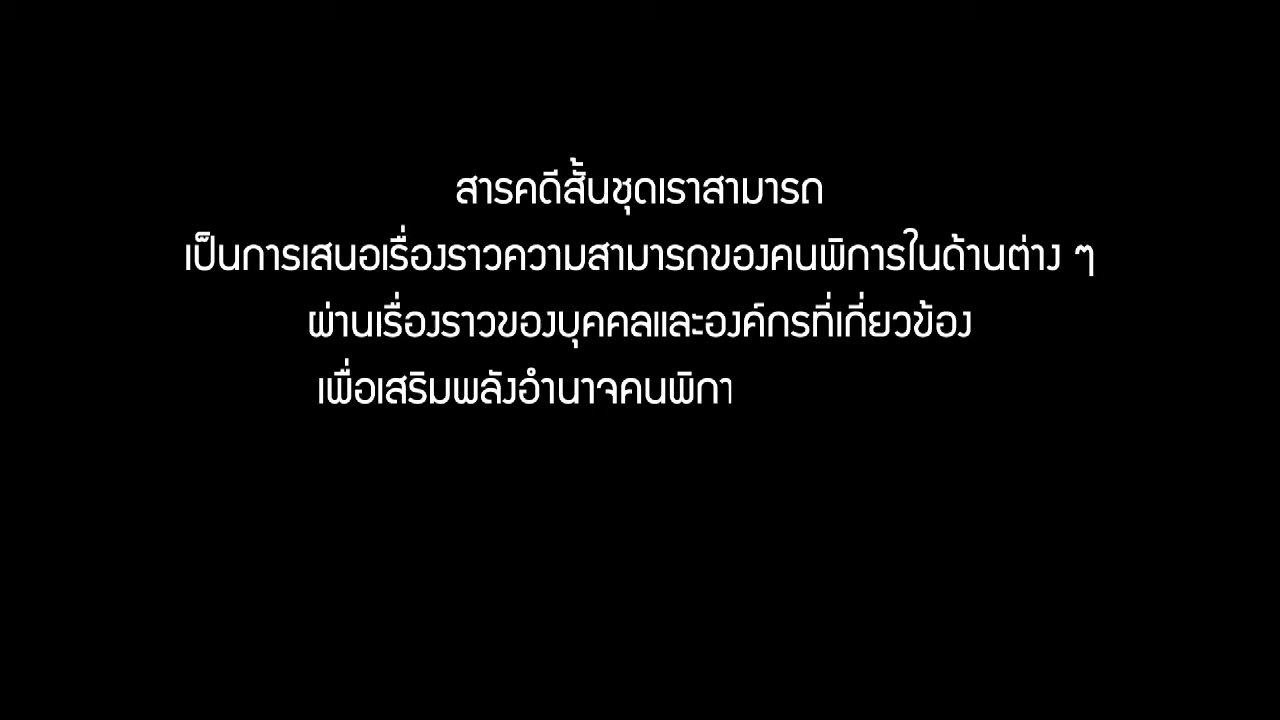 สารคดีสั้นชุดเราสามารถ
เป็นการเสนอเรื่องราวความสามารถของคนพิการในด้านต่าง ๆ
ผ่านเรื่องราวของบุคคลและองค์กรที่เกี่ยวข้อง
เพื่อเสริมพลังอำนาจคนพิกา